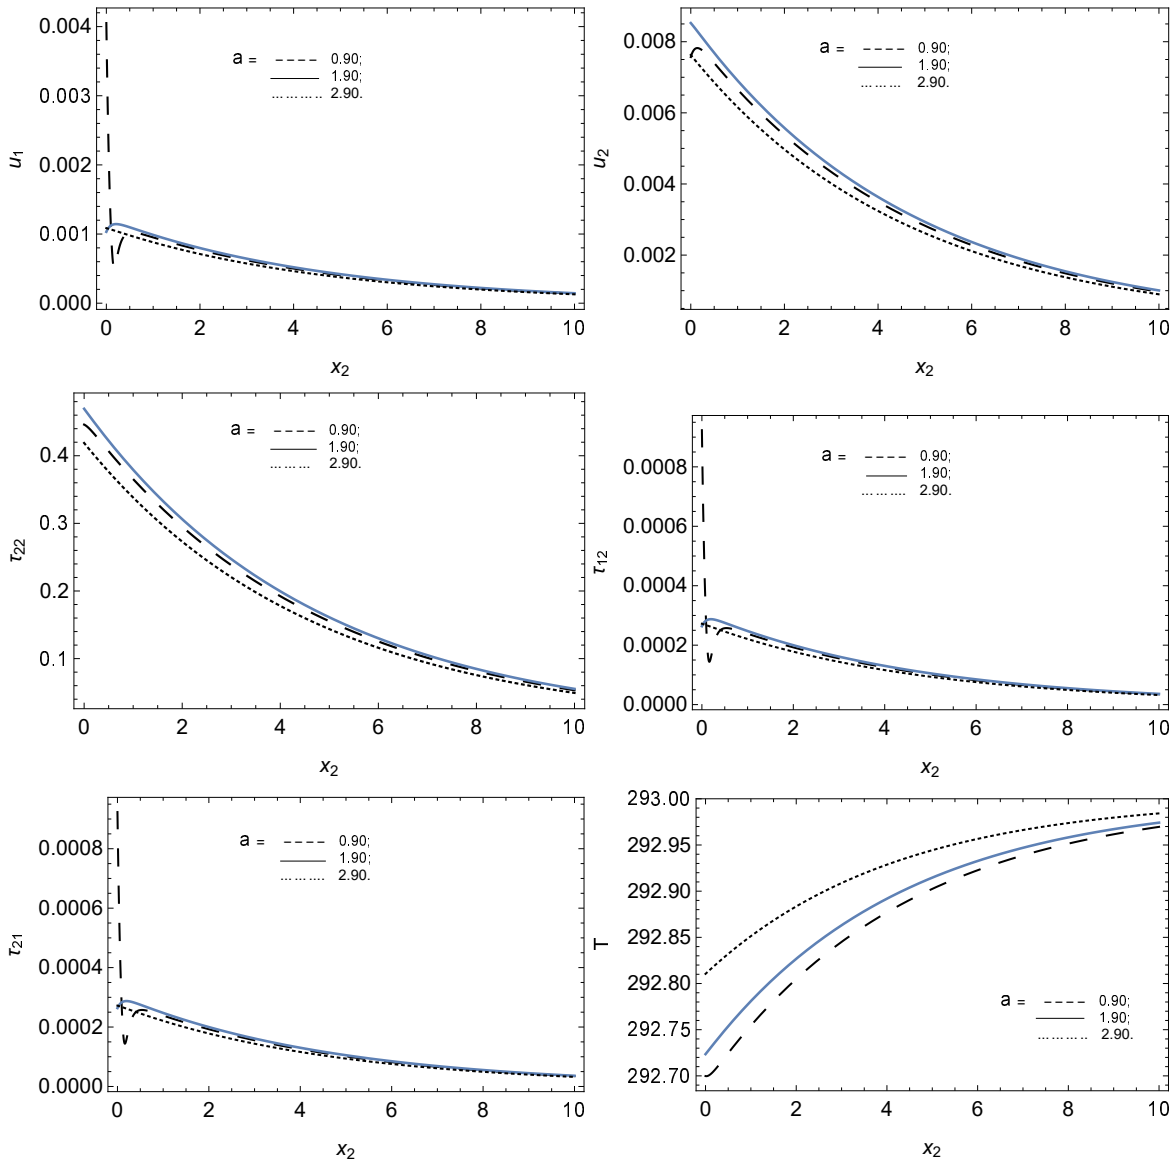 0.004
0.003
0.002
0.001
0.000
u1
a = 0.90;
1.90;
2.90.
0 2 4 6 8 10
x2
0.008
0.006
0.004
0.002
u2
a = 0.90;
1.90;
2.90.
0 2 4 6 8 10
x2
0.4
0.3
0.2
0.1
τ22
a = 0.90;
1.90;
2.90.
0 2 4 6 8 10
x2
0.0008
0.0006
0.0004
0.0002
0.0000
τ12
a = 0.90;
1.90;
2.90.
0 2 4 6 8 10
x2
0.0008
0.0006
0.0004
0.0002
0.0000
τ21
a = 0.90;
1.90;
2.90.
0 2 4 6 8 10
x2
293.00
292.95
292.90
292.85
292.80
292.75
292.70
T
a = 0.90;
1.90;
2.90.
0 2 4 6 8 10
x2